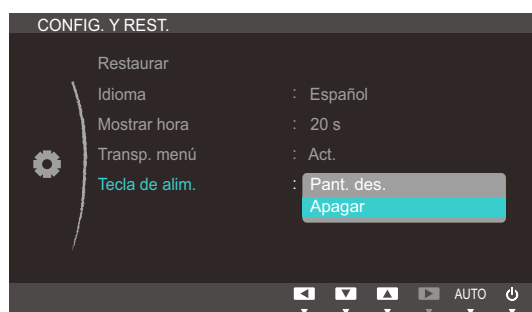 CONFIG. Y REST.
Restaurar
Idioma : Español
Mostrar hora : 20 s
Transp. menú : Act.
Tecla de alim. : Pant. des.
Apagar
AUTO